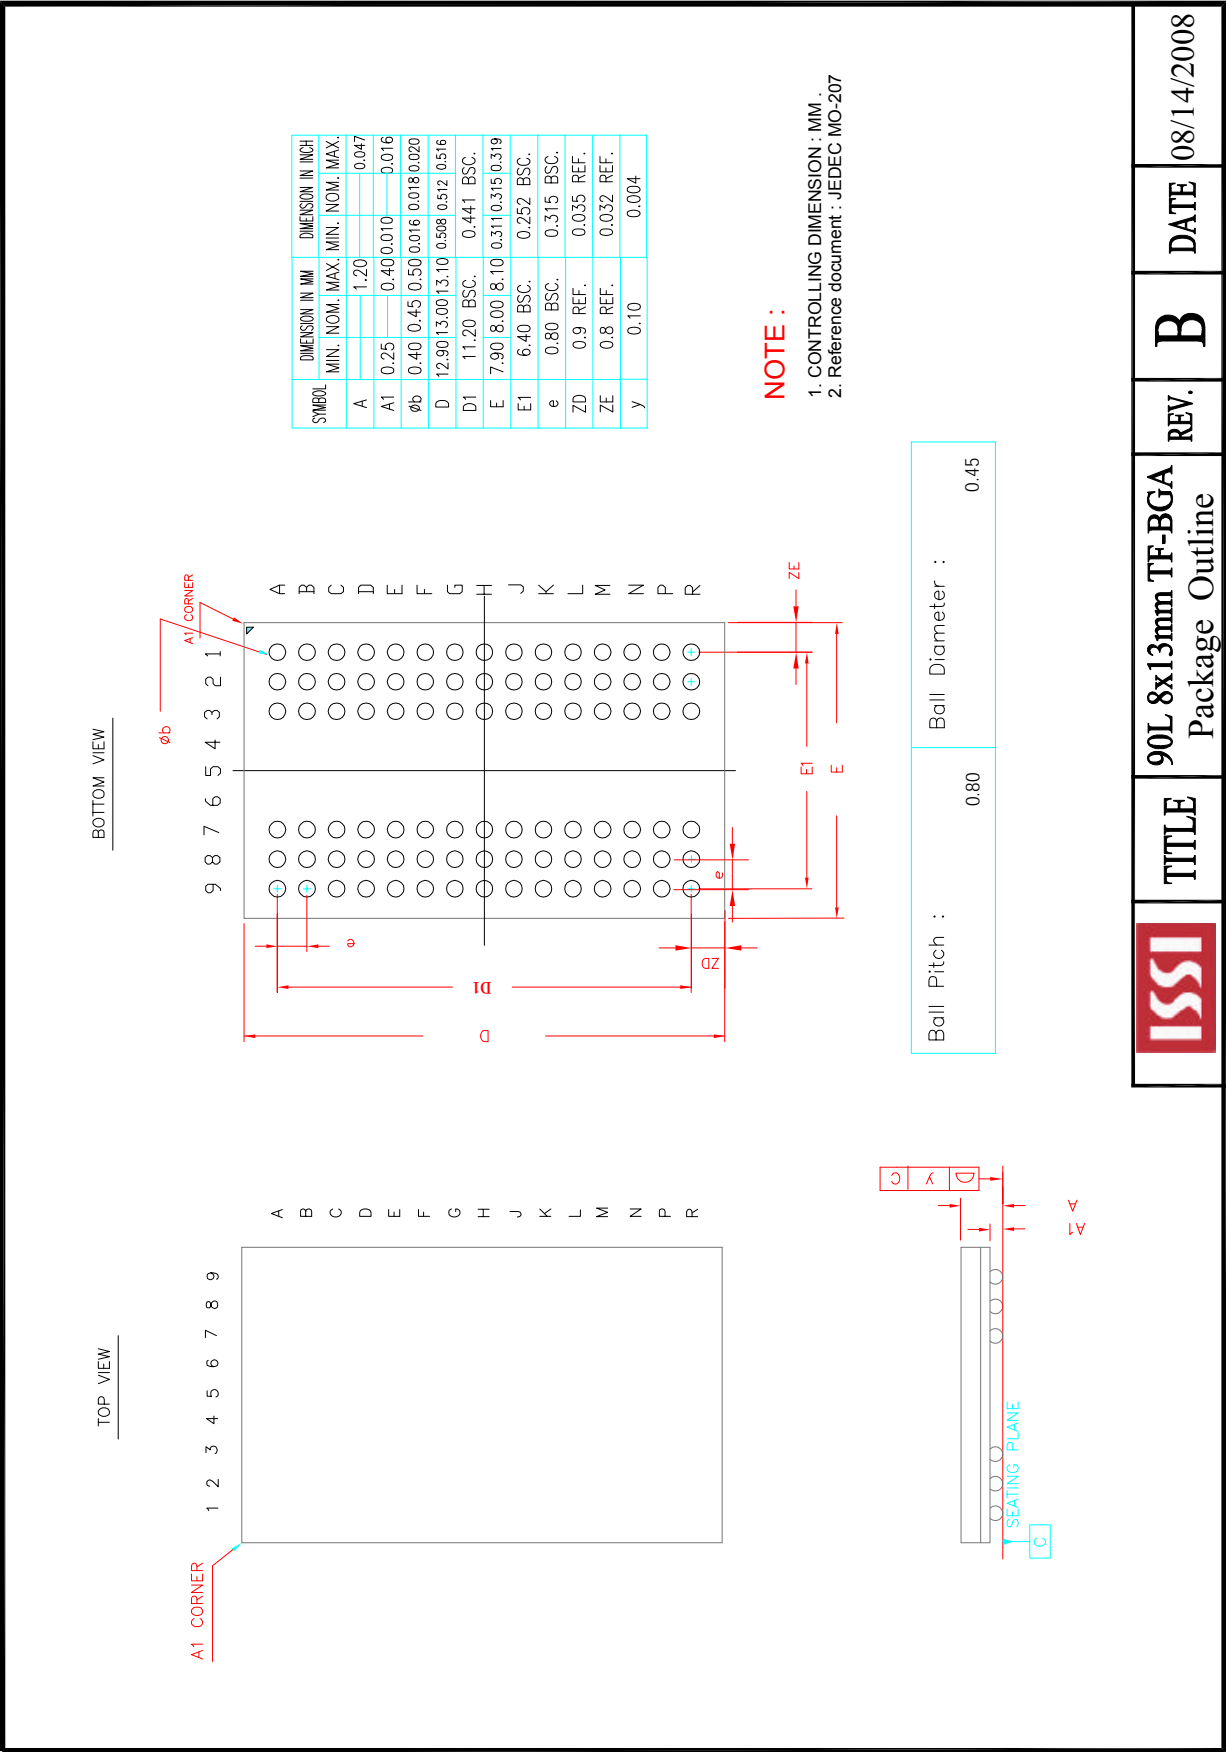 TOP VIEW
A1 CORNER
1 2 3 4 5 6 7 8 9
A
B
C
D
E
F
G
H
J
K
L
M
N
P
R
BOTTOM VIEW
øb
A1 CORNER
9 8 7 6 5 4 3 2 1
A
B
C
D
E
F
G
H
J
K
L
M
N
P
R
e
D1
D
ZD
e
E1
E
ZE
SYMBOL DIMENSION IN MM DIMENSION IN INCH
MIN. NOM. MAX. MIN. NOM. MAX.
A 1.20 0.047
A1 0.25 0.40 0.010 0.016
øb 0.40 0.45 0.50 0.016 0.018 0.020
D 12.90 13.00 13.10 0.508 0.512 0.516
D1 11.20 BSC. 0.441 BSC.
E 7.90 8.00 8.10 0.311 0.315 0.319
E1 6.40 BSC. 0.252 BSC.
e 0.80 BSC. 0.315 BSC.
ZD 0.9 REF. 0.035 REF.
ZE 0.8 REF. 0.032 REF.
y 0.10 0.004
NOTE :
1. CONTROLLING DIMENSION : MM .
2. Reference document : JEDEC MO-207
C y
A
A1
SEATING PLANE
C
Ball Pitch : 0.80
Ball Diameter : 0.45
ISSI
TITLE
90L 8x13mm TF-BGA
Package Outline
REV.
B
DATE
08/14/2008